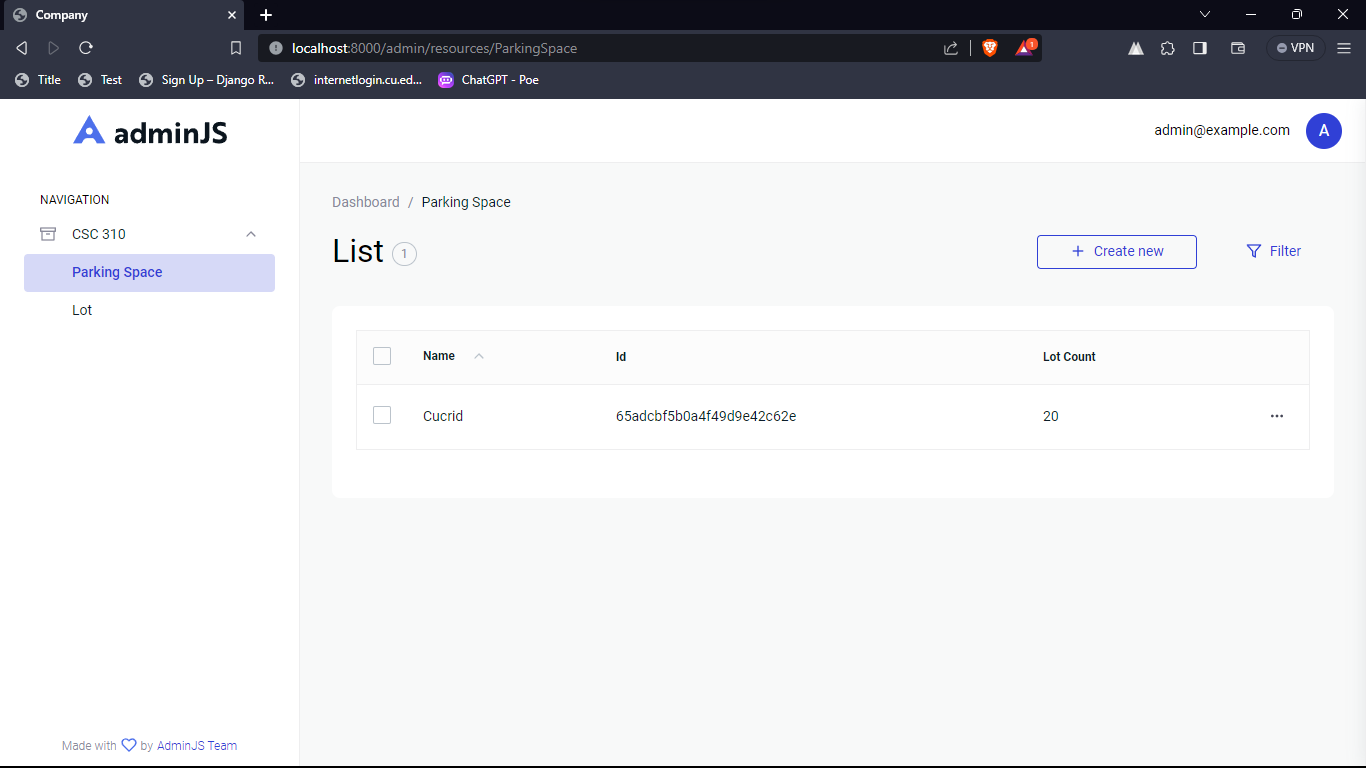 Company
localhost:8000/admin/resources/ParkingSpace
1
VPN
Title
Test
Sign Up – Django R...
internetlogin.cu.ed...
ChatGPT - Poe
adminJS
admin@example.com
A
NAVIGATION
CSC 310
Parking Space
Lot
Dashboard / Parking Space
List 1
Create new
Filter
Name Id Lot Count
Cucrid 65adcbf5b0a4f49d9e42c62e 20
Made with by AdminJS Team